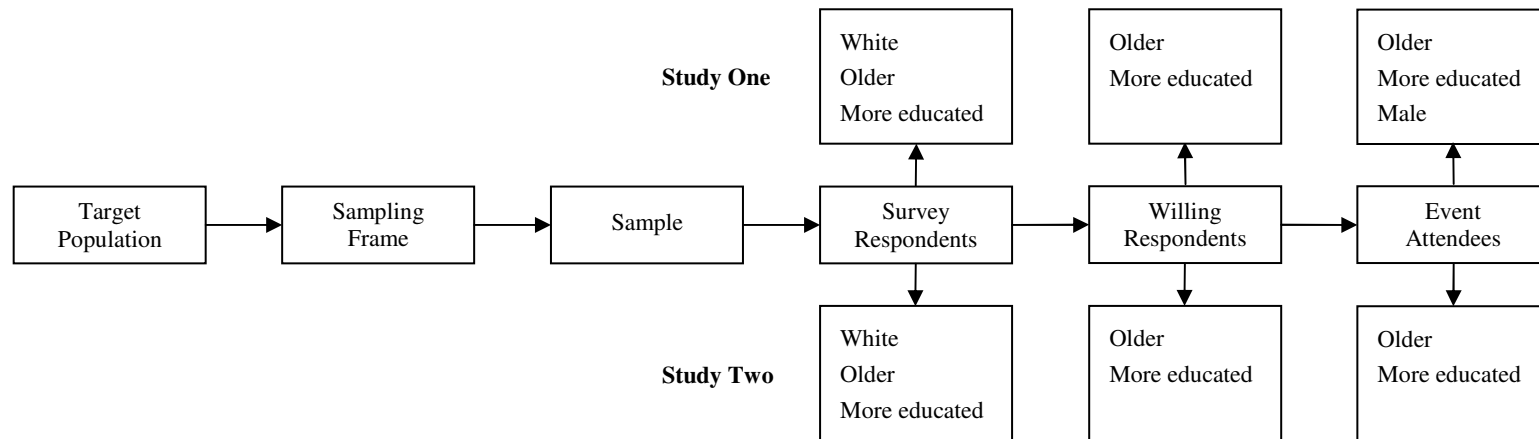 White
Older
More educated
Older
More educated
Older
More educated
Male
Study One
Target
Population
Sampling
Frame
Sample
Survey
Respondents
Willing
Respondents
Event
Attendees
Study Two
White
Older
More educated
Older
More educated
Older
More educated